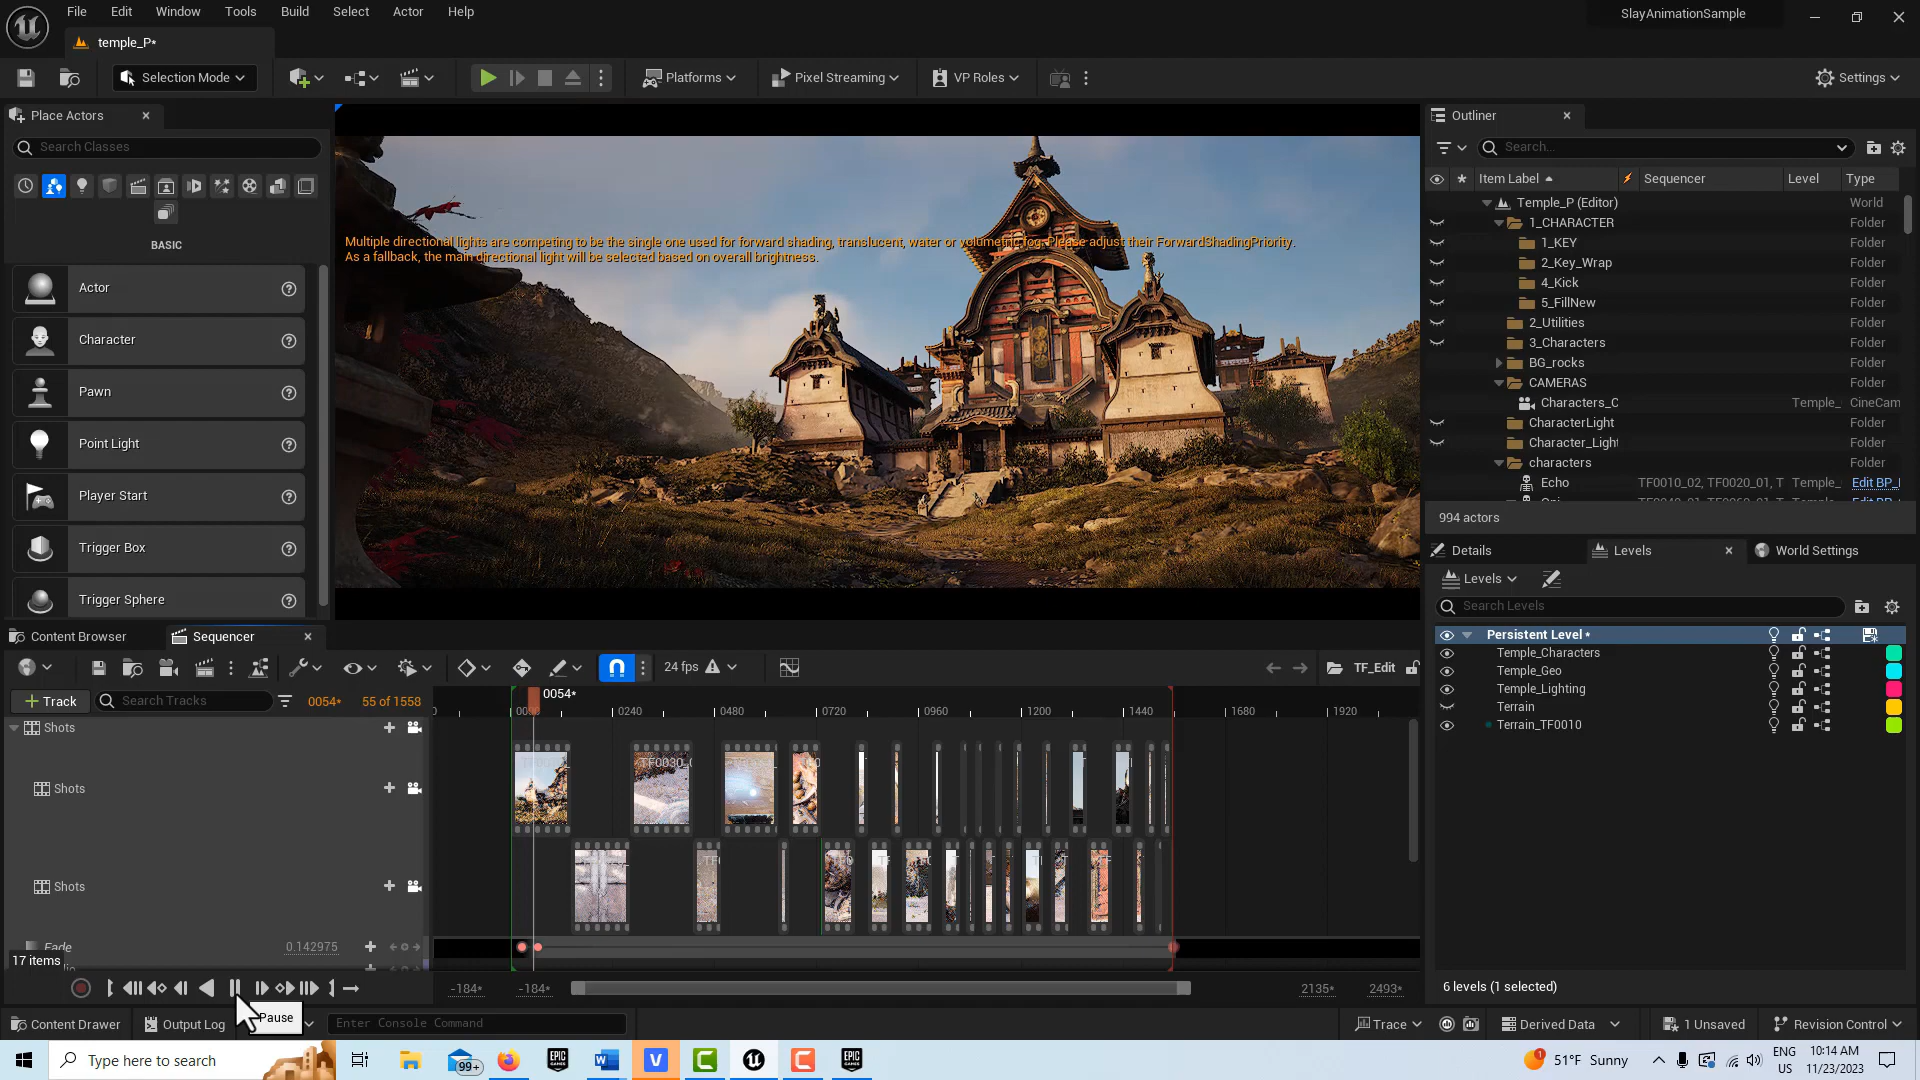 File Edit Window Tools Build Select Actor Help
SlayAnimationSample
temple_P*
Selection Mode
Platforms
Pixel Streaming
VP Roles
Settings
Place Actors
Search Classes
BASIC
Actor
Character
Pawn
Point Light
Player Start
Trigger Box
Trigger Sphere
Multiple directional lights are competing to be the single one used for forward shading, translucent, water or volumetric fog. Please adjust their ForwardShadingPriority.
As a fallback, the main directional light will be selected based on overall brightness.
Outliner
Search...
Item Label Sequencer Level Type
Temple_P (Editor) World
1_CHARACTER Folder
1_KEY Folder
2_Key_Wrap Folder
4_Kick Folder
5_FillNew Folder
2_Utilities Folder
3_Characters Folder
BG_rocks Folder
CAMERAS Folder
Characters_C Temple_ CineCam
CharacterLight Folder
Character_Light Folder
characters Folder
Echo TF0010_02, TF0020_01, T Temple_ Edit BP_
994 actors
Details
Levels
World Settings
Levels
Search Levels
Persistent Level *
Temple_Characters
Temple_Geo
Temple_Lighting
Terrain
Terrain_TF0010
6 levels (1 selected)
Content Browser
Sequencer
24 fps
TF_Edit
Track
Search Tracks
0054*
55 of 1558
0054*
0240 0480 0720 0960 1200 1440 1680 1920
Shots
Shots
TF0030_0
Shots
Fade 0.142975
17 items
-184* -184* 2135* 2493*
Pause
Content Drawer
Output Log
Enter Console Command
Trace
Derived Data
1 Unsaved
Revision Control
Type here to search
99+
51°F Sunny
ENG
US
10:14 AM
11/23/2023